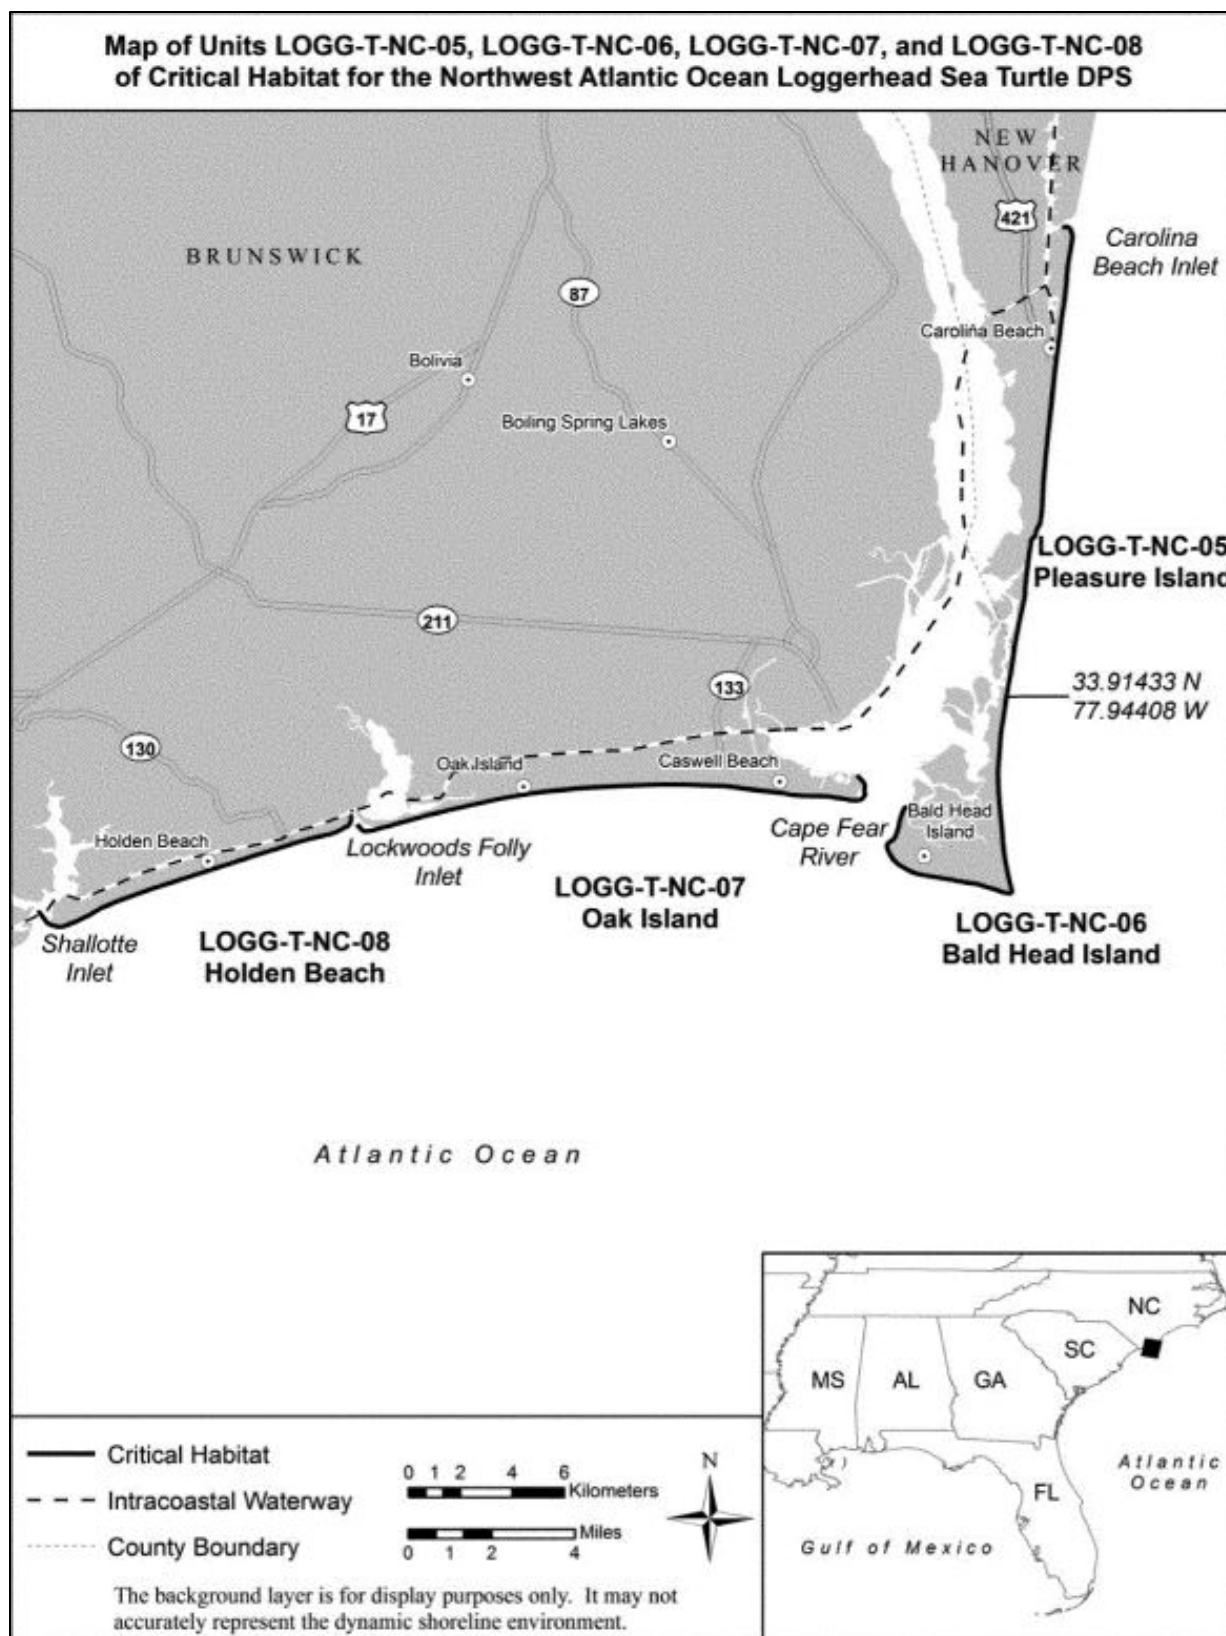 Map of Units LOGG-T-NC-05, LOGG-T-NC-06, LOGG-T-NC-07, and LOGG-T-NC-08
of Critical Habitat for the Northwest Atlantic Ocean Loggerhead Sea Turtle DPS
NEW
HANOVER
421
Carolina
Beach Inlet
BRUNSWICK
87
Carolina Beach
Bolivia
17
Boiling Spring Lakes
LOGG-T-NC-05
Pleasure Island
211
133
33.91433 N
77.94408 W
130
Oak Island
Caswell Beach
Holden Beach
Lockwoods Folly
Inlet
Cape Fear
River
Bald Head
Island
LOGG-T-NC-07
Oak Island
LOGG-T-NC-06
Bald Head Island
Shallotte
Inlet
LOGG-T-NC-08
Holden Beach
Atlantic Ocean
NC
SC
MS
AL
GA
FL
Atlantic
Ocean
Gulf of Mexico
Critical Habitat
Intracoastal Waterway
County Boundary
0 1 2 4 6
Kilometers
Miles
0 1 2 4
N
The background layer is for display purposes only. It may not
accurately represent the dynamic shoreline environment.